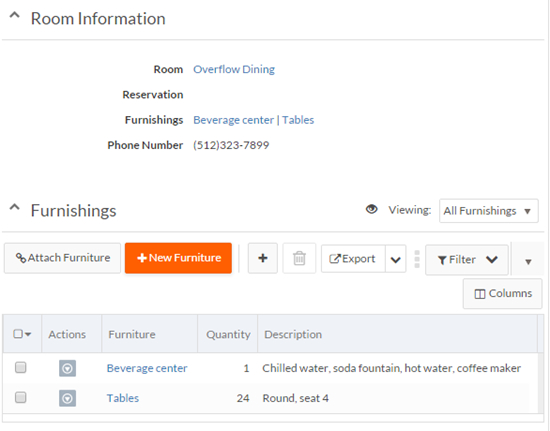 Room Information
Room Overflow Dining
Reservation
Furnishings Beverage center | Tables
Phone Number (512)323-7899
Furnishings Viewing: All Furnishings
Attach Furniture New Furniture Export Filter
Columns
Actions Furniture Quantity Description
Beverage center 1 Chilled water, soda fountain, hot water, coffee maker
Tables 24 Round, seat 4